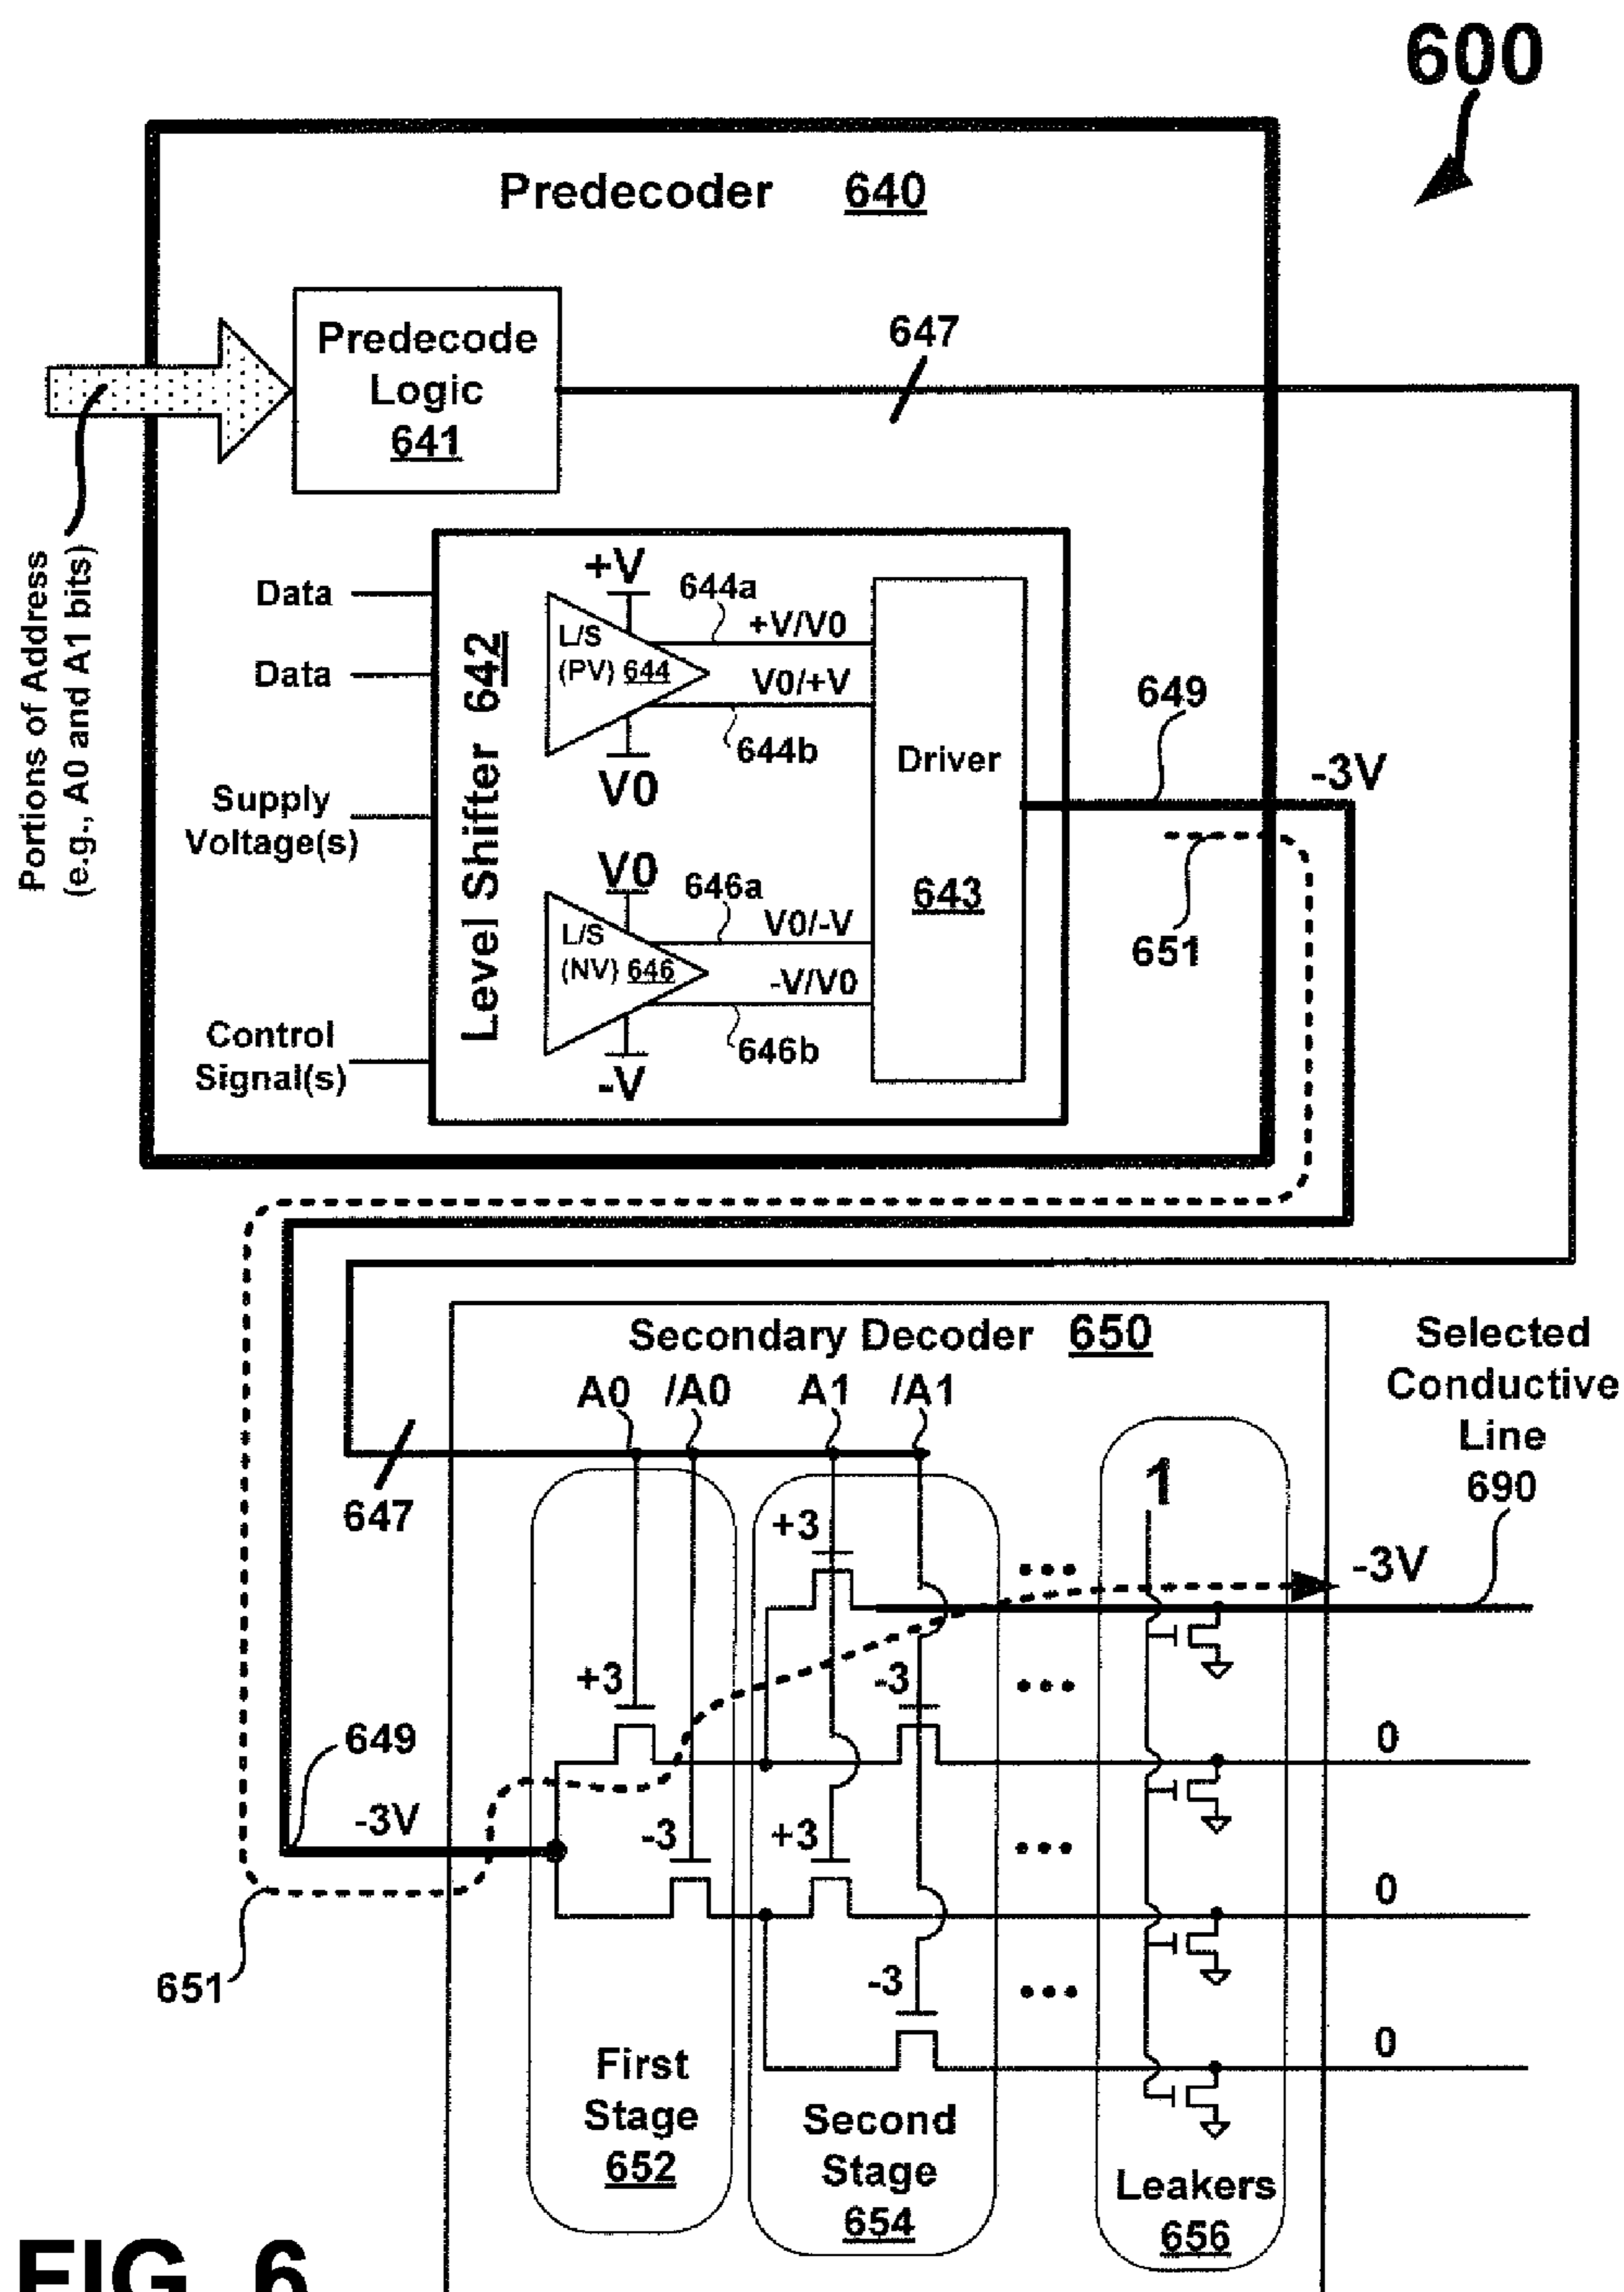 600
Predecoder 640
Predecode
Logic
641
647
Portions of Address
(e.g., A0 and A1 bits)
Data
Data
Supply
Voltage(s)
Control
Signal(s)
Level Shifter 642
+V
L/S
(PV) 644
V0
644a
+V/V0
V0/+V
644b
V0
L/S
(NV) 646
-V
646a
V0/-V
-V/V0
646b
Driver
643
649
-3V
651
Secondary Decoder 650
A0 /A0 A1 /A1
647
Selected
Conductive
Line
690
+3
1
...
-3V
+3
-3
...
0
649
-3V
-3
+3
...
0
651
-3
...
0
First
Stage
652
Second
Stage
654
Leakers
656
FIG. 6